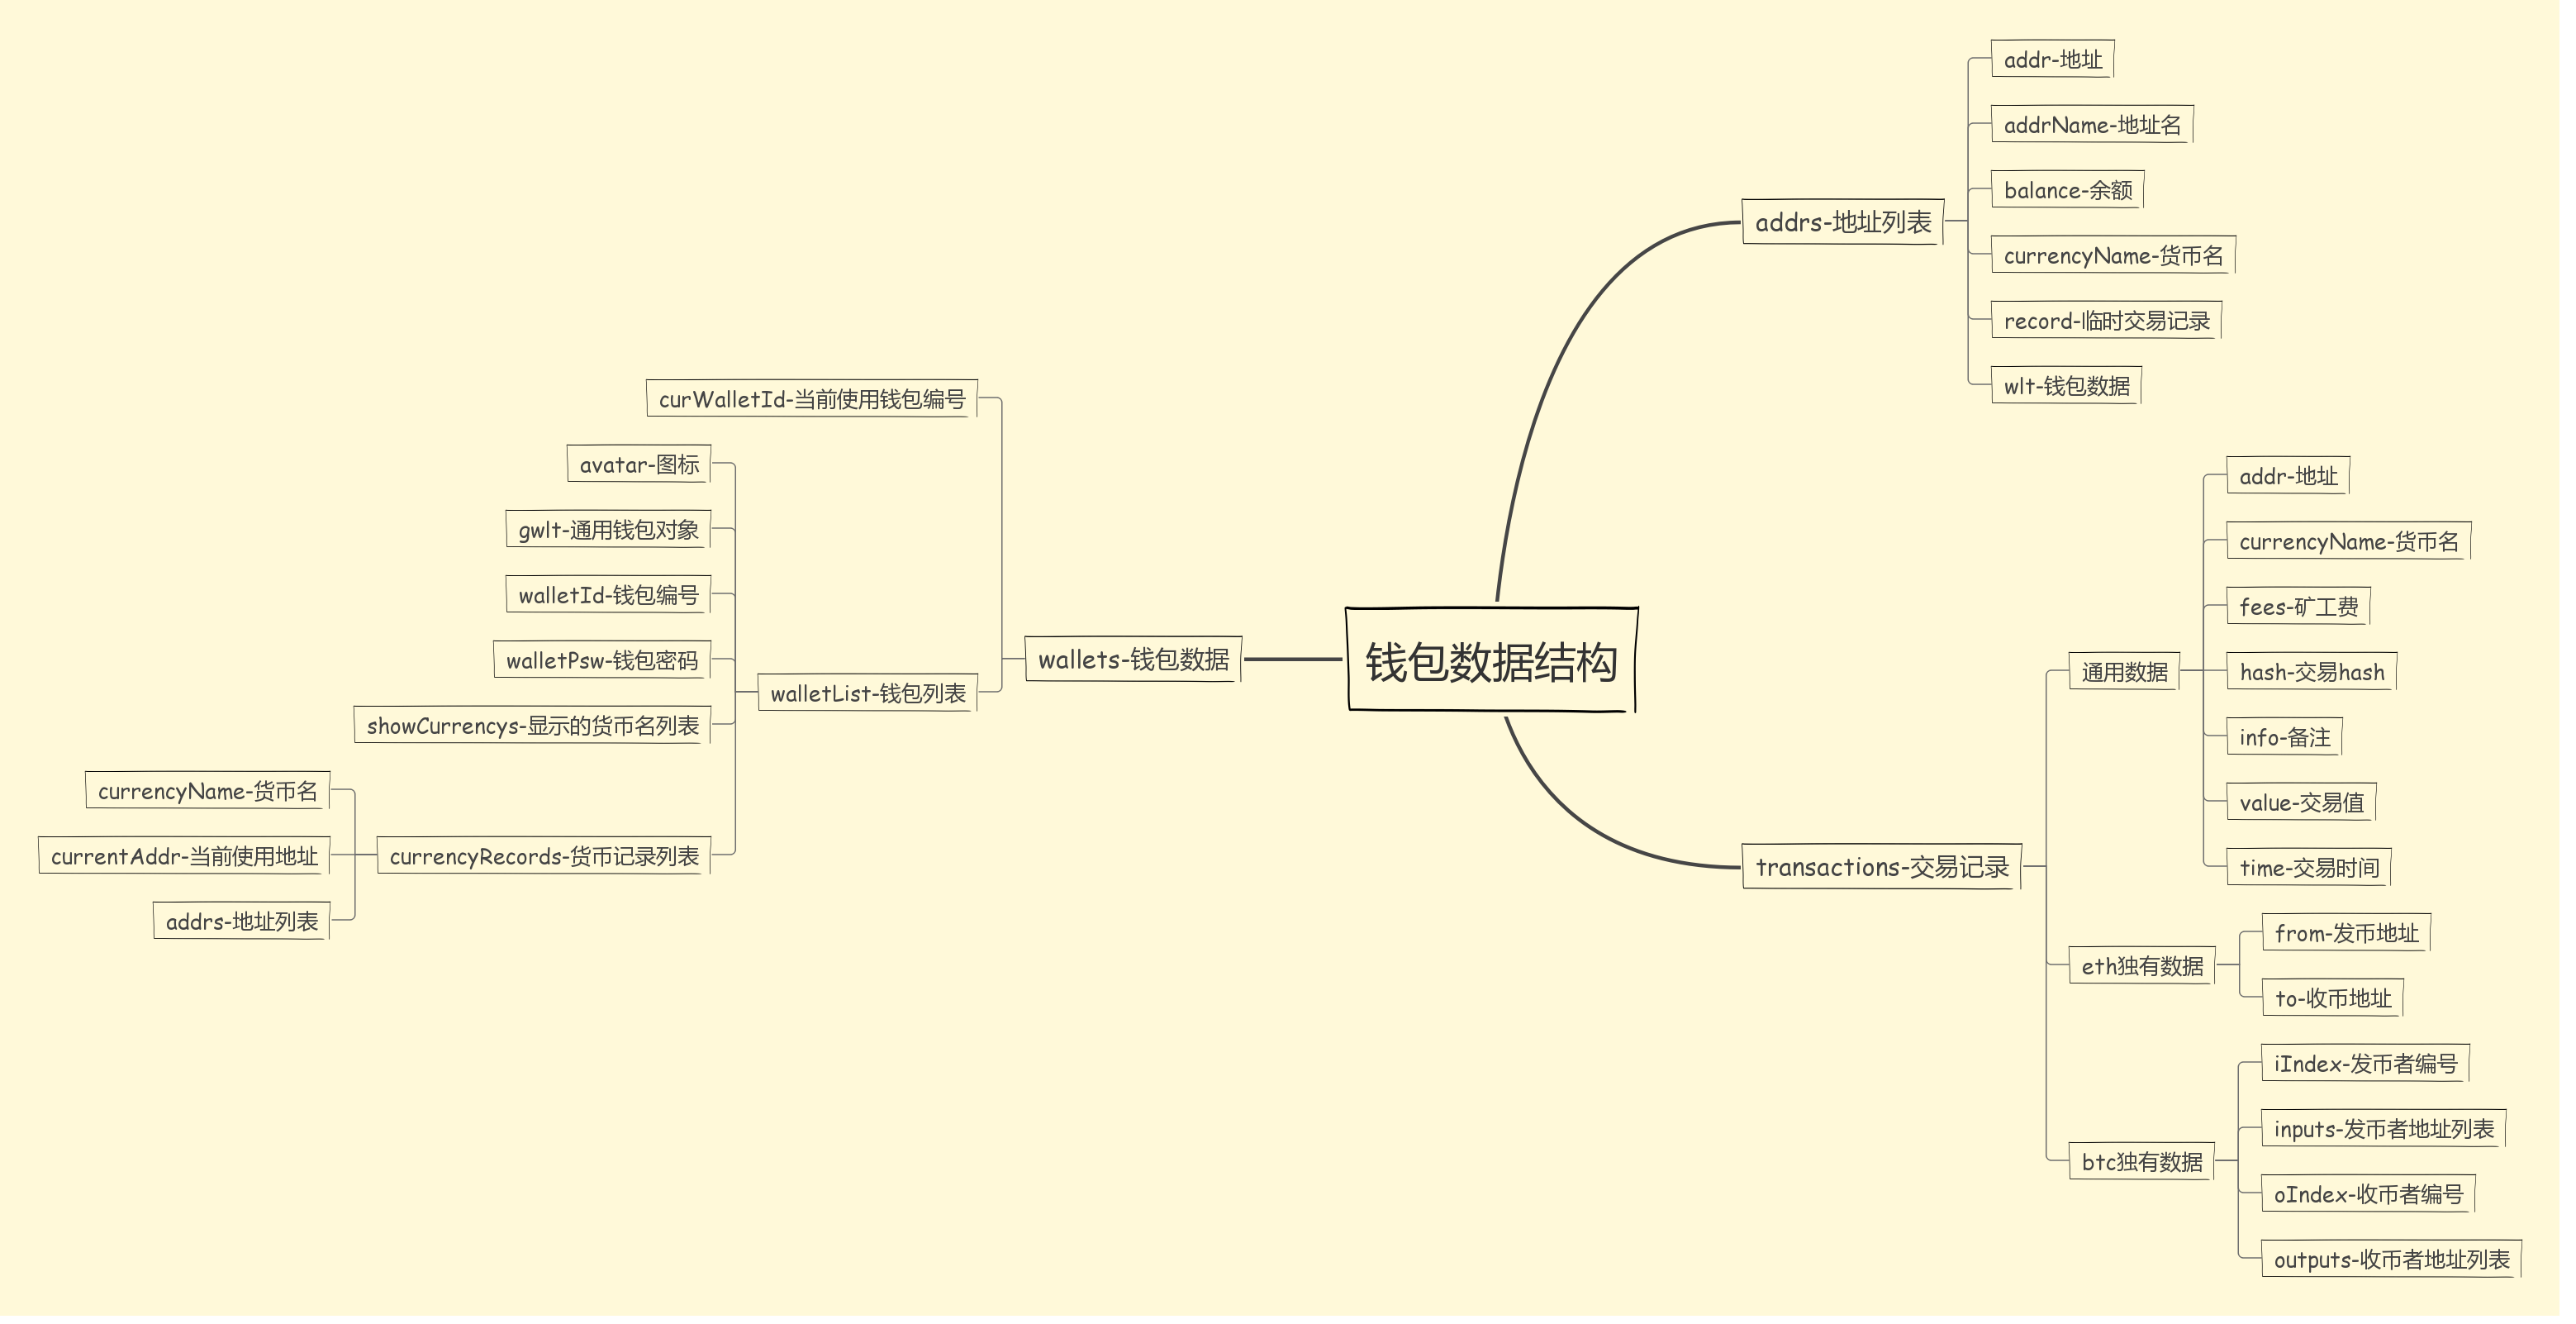 钱包数据结构
addrs-地址列表
addr-地址
addrName-地址名
balance-余额
currencyName-货币名
record-临时交易记录
wlt-钱包数据
transactions-交易记录
通用数据
addr-地址
currencyName-货币名
fees-矿工费
hash-交易hash
info-备注
value-交易值
time-交易时间
eth独有数据
from-发币地址
to-收币地址
btc独有数据
iIndex-发币者编号
inputs-发币者地址列表
oIndex-收币者编号
outputs-收币者地址列表
wallets-钱包数据
curWalletId-当前使用钱包编号
walletList-钱包列表
avatar-图标
gwlt-通用钱包对象
walletId-钱包编号
walletPsw-钱包密码
showCurrencys-显示的货币名列表
currencyRecords-货币记录列表
currencyName-货币名
currentAddr-当前使用地址
addrs-地址列表